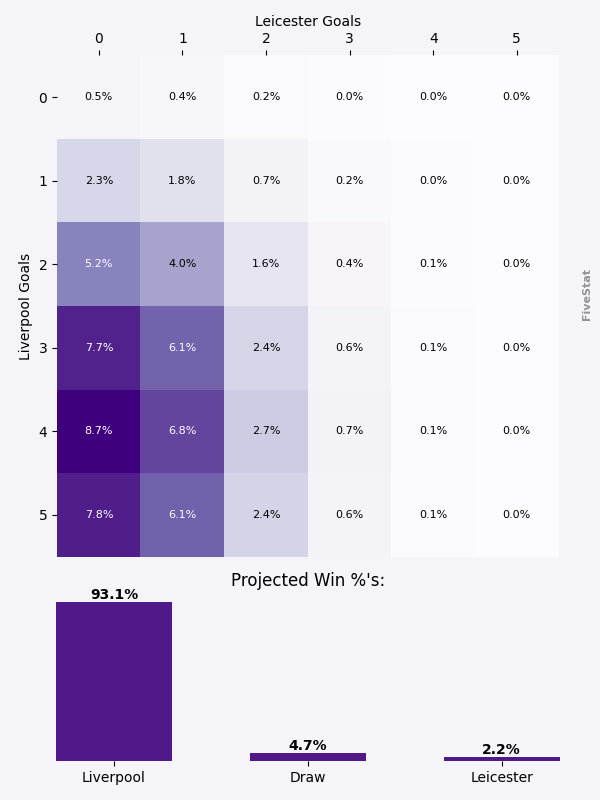 Leicester Goals
0 1 2 3 4 5
0 0.5% 0.4% 0.2% 0.0% 0.0% 0.0%
1 2.3% 1.8% 0.7% 0.2% 0.0% 0.0%
2 5.2% 4.0% 1.6% 0.4% 0.1% 0.0%
3 7.7% 6.1% 2.4% 0.6% 0.1% 0.0%
4 8.7% 6.8% 2.7% 0.7% 0.1% 0.0%
5 7.8% 6.1% 2.4% 0.6% 0.1% 0.0%
Liverpool Goals
FiveStat
Projected Win %'s:
93.1% 4.7% 2.2%
Liverpool Draw Leicester